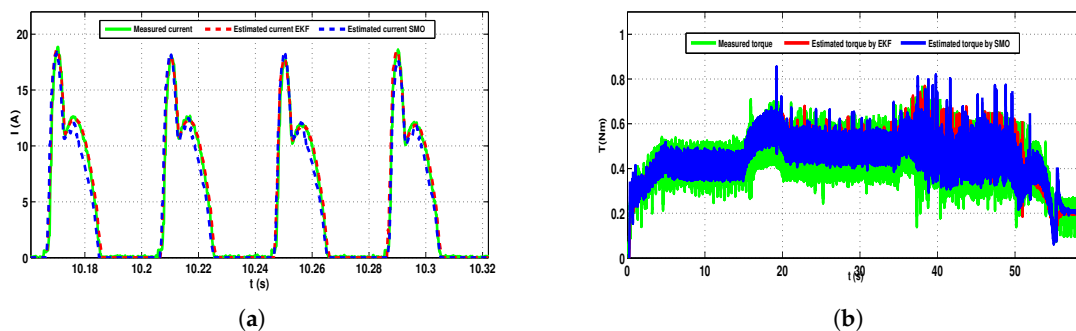 Measured current Estimated current EKF Estimated current SMO
I (A)
20
15
10
5
0
10.18 10.2 10.22 10.24 10.26 10.28 10.3 10.32
t (s)
(a)
Measured torque Estimated torque by EKF Estimated torque by SMO
T(Nm)
1
0.8
0.6
0.4
0.2
0
0 10 20 30 40 50
t (s)
(b)